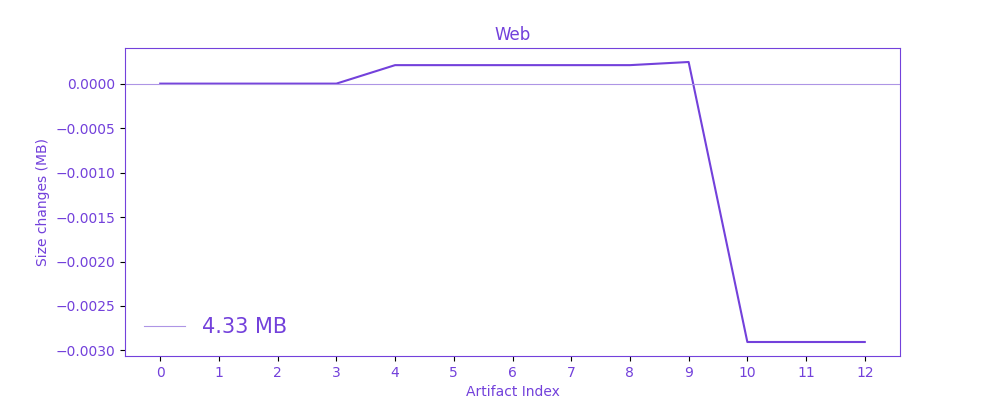 Web
Size changes (MB)
0.0000
−0.0005
−0.0010
−0.0015
−0.0020
−0.0025
−0.0030
4.33 MB
0 1 2 3 4 5 6 7 8 9 10 11 12
Artifact Index